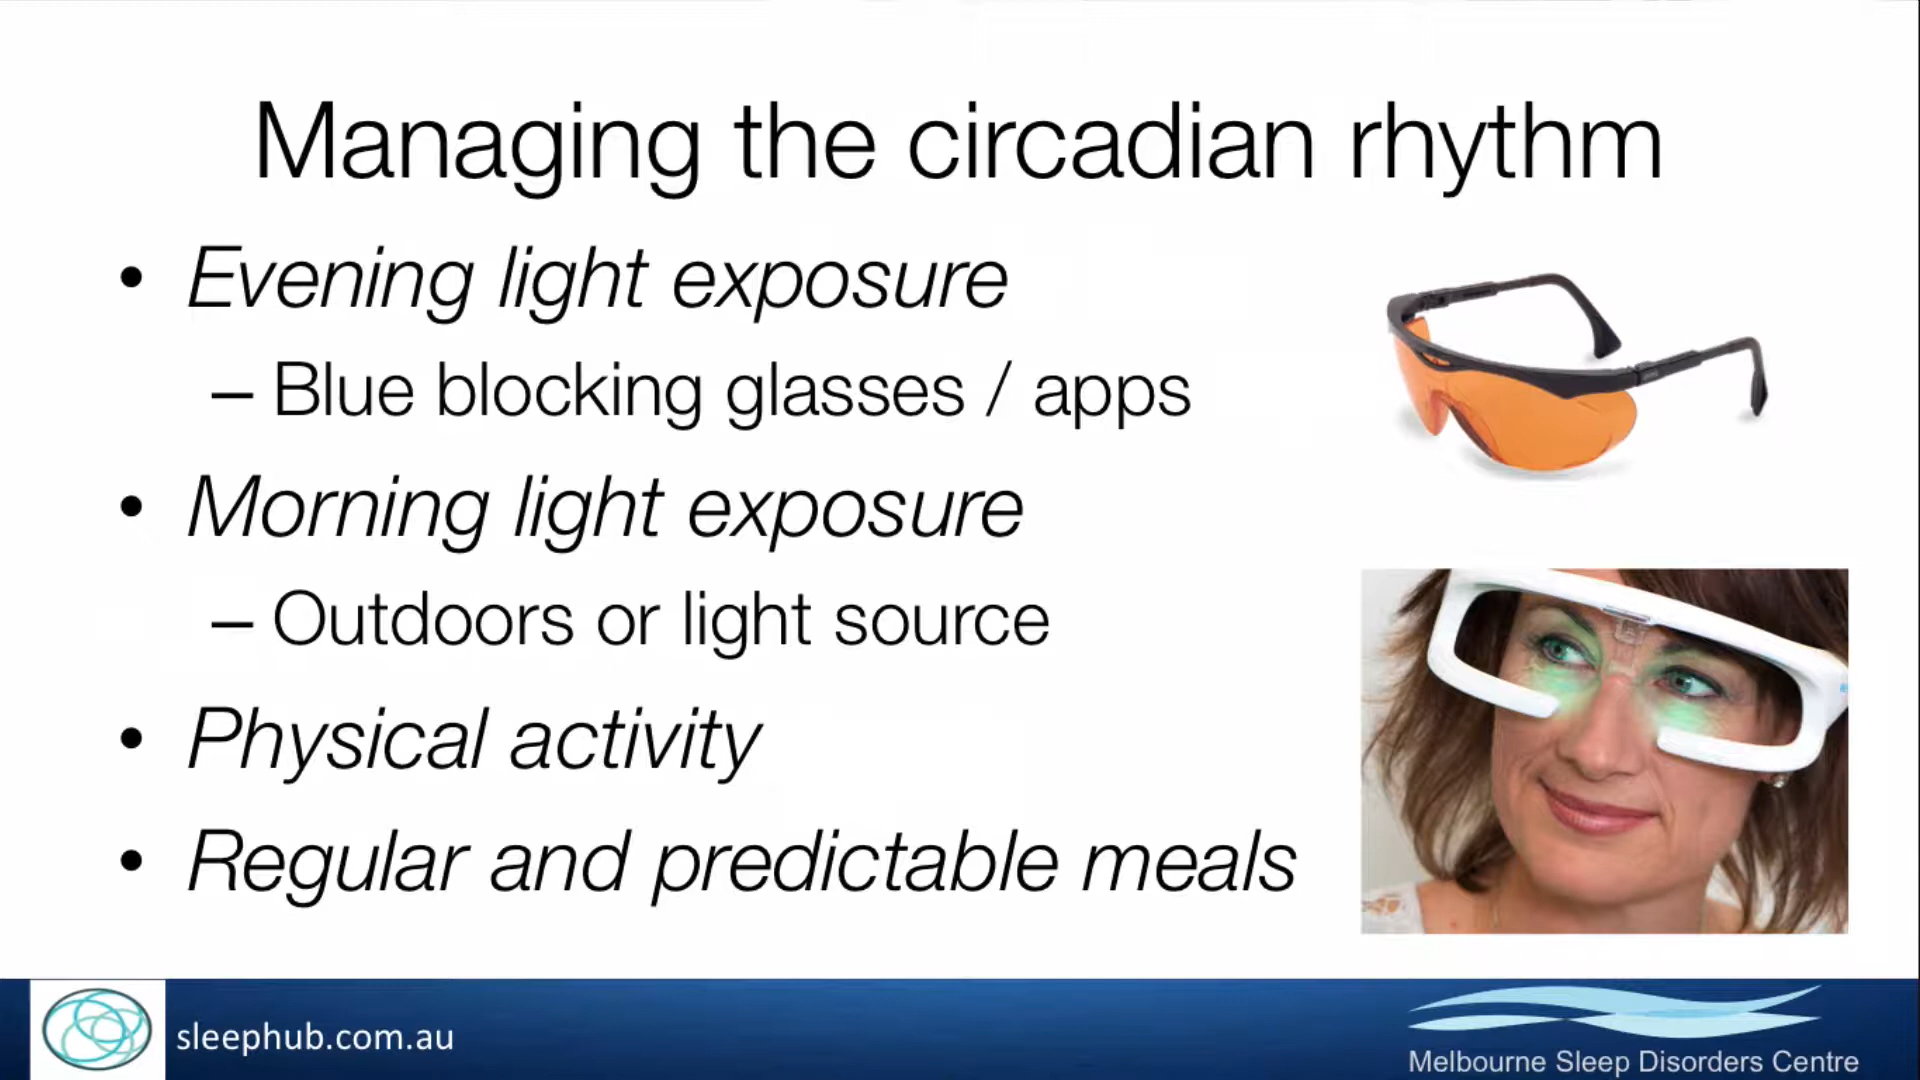 Managing the circadian rhythm
• Evening light exposure
– Blue blocking glasses / apps
• Morning light exposure
– Outdoors or light source
• Physical activity
• Regular and predictable meals
sleephub.com.au
Melbourne Sleep Disorders Centre